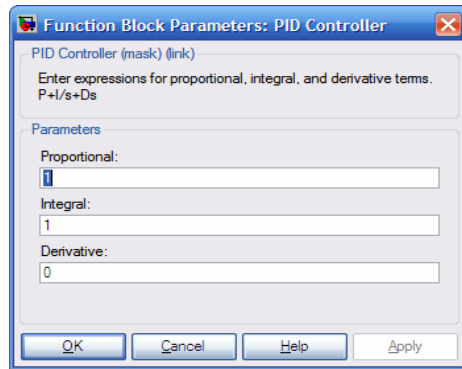 Function Block Parameters: PID Controller
PID Controller (mask) (link)
Enter expressions for proportional, integral, and derivative terms.
P+I/s+Ds
Parameters
Proportional:
1
Integral:
1
Derivative:
0
OK Cancel Help Apply